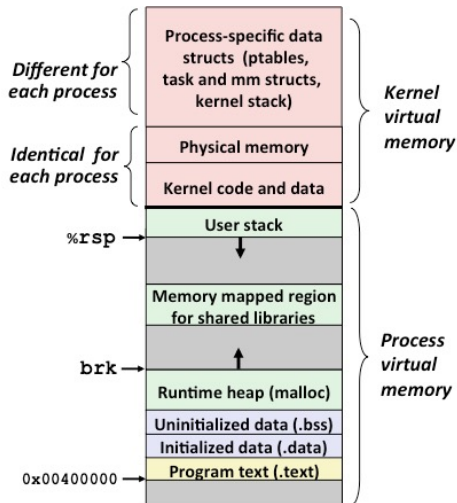 Process-specific data
structs (ptables,
task and mm structs,
kernel stack)
Different for
each process
Kernel
virtual
memory
Identical for
each process
Physical memory
Kernel code and data
User stack
%rsp
Memory mapped region
for shared libraries
Process
virtual
memory
brk
Runtime heap (malloc)
Uninitialized data (.bss)
Initialized data (.data)
Program text (.text)
0x00400000